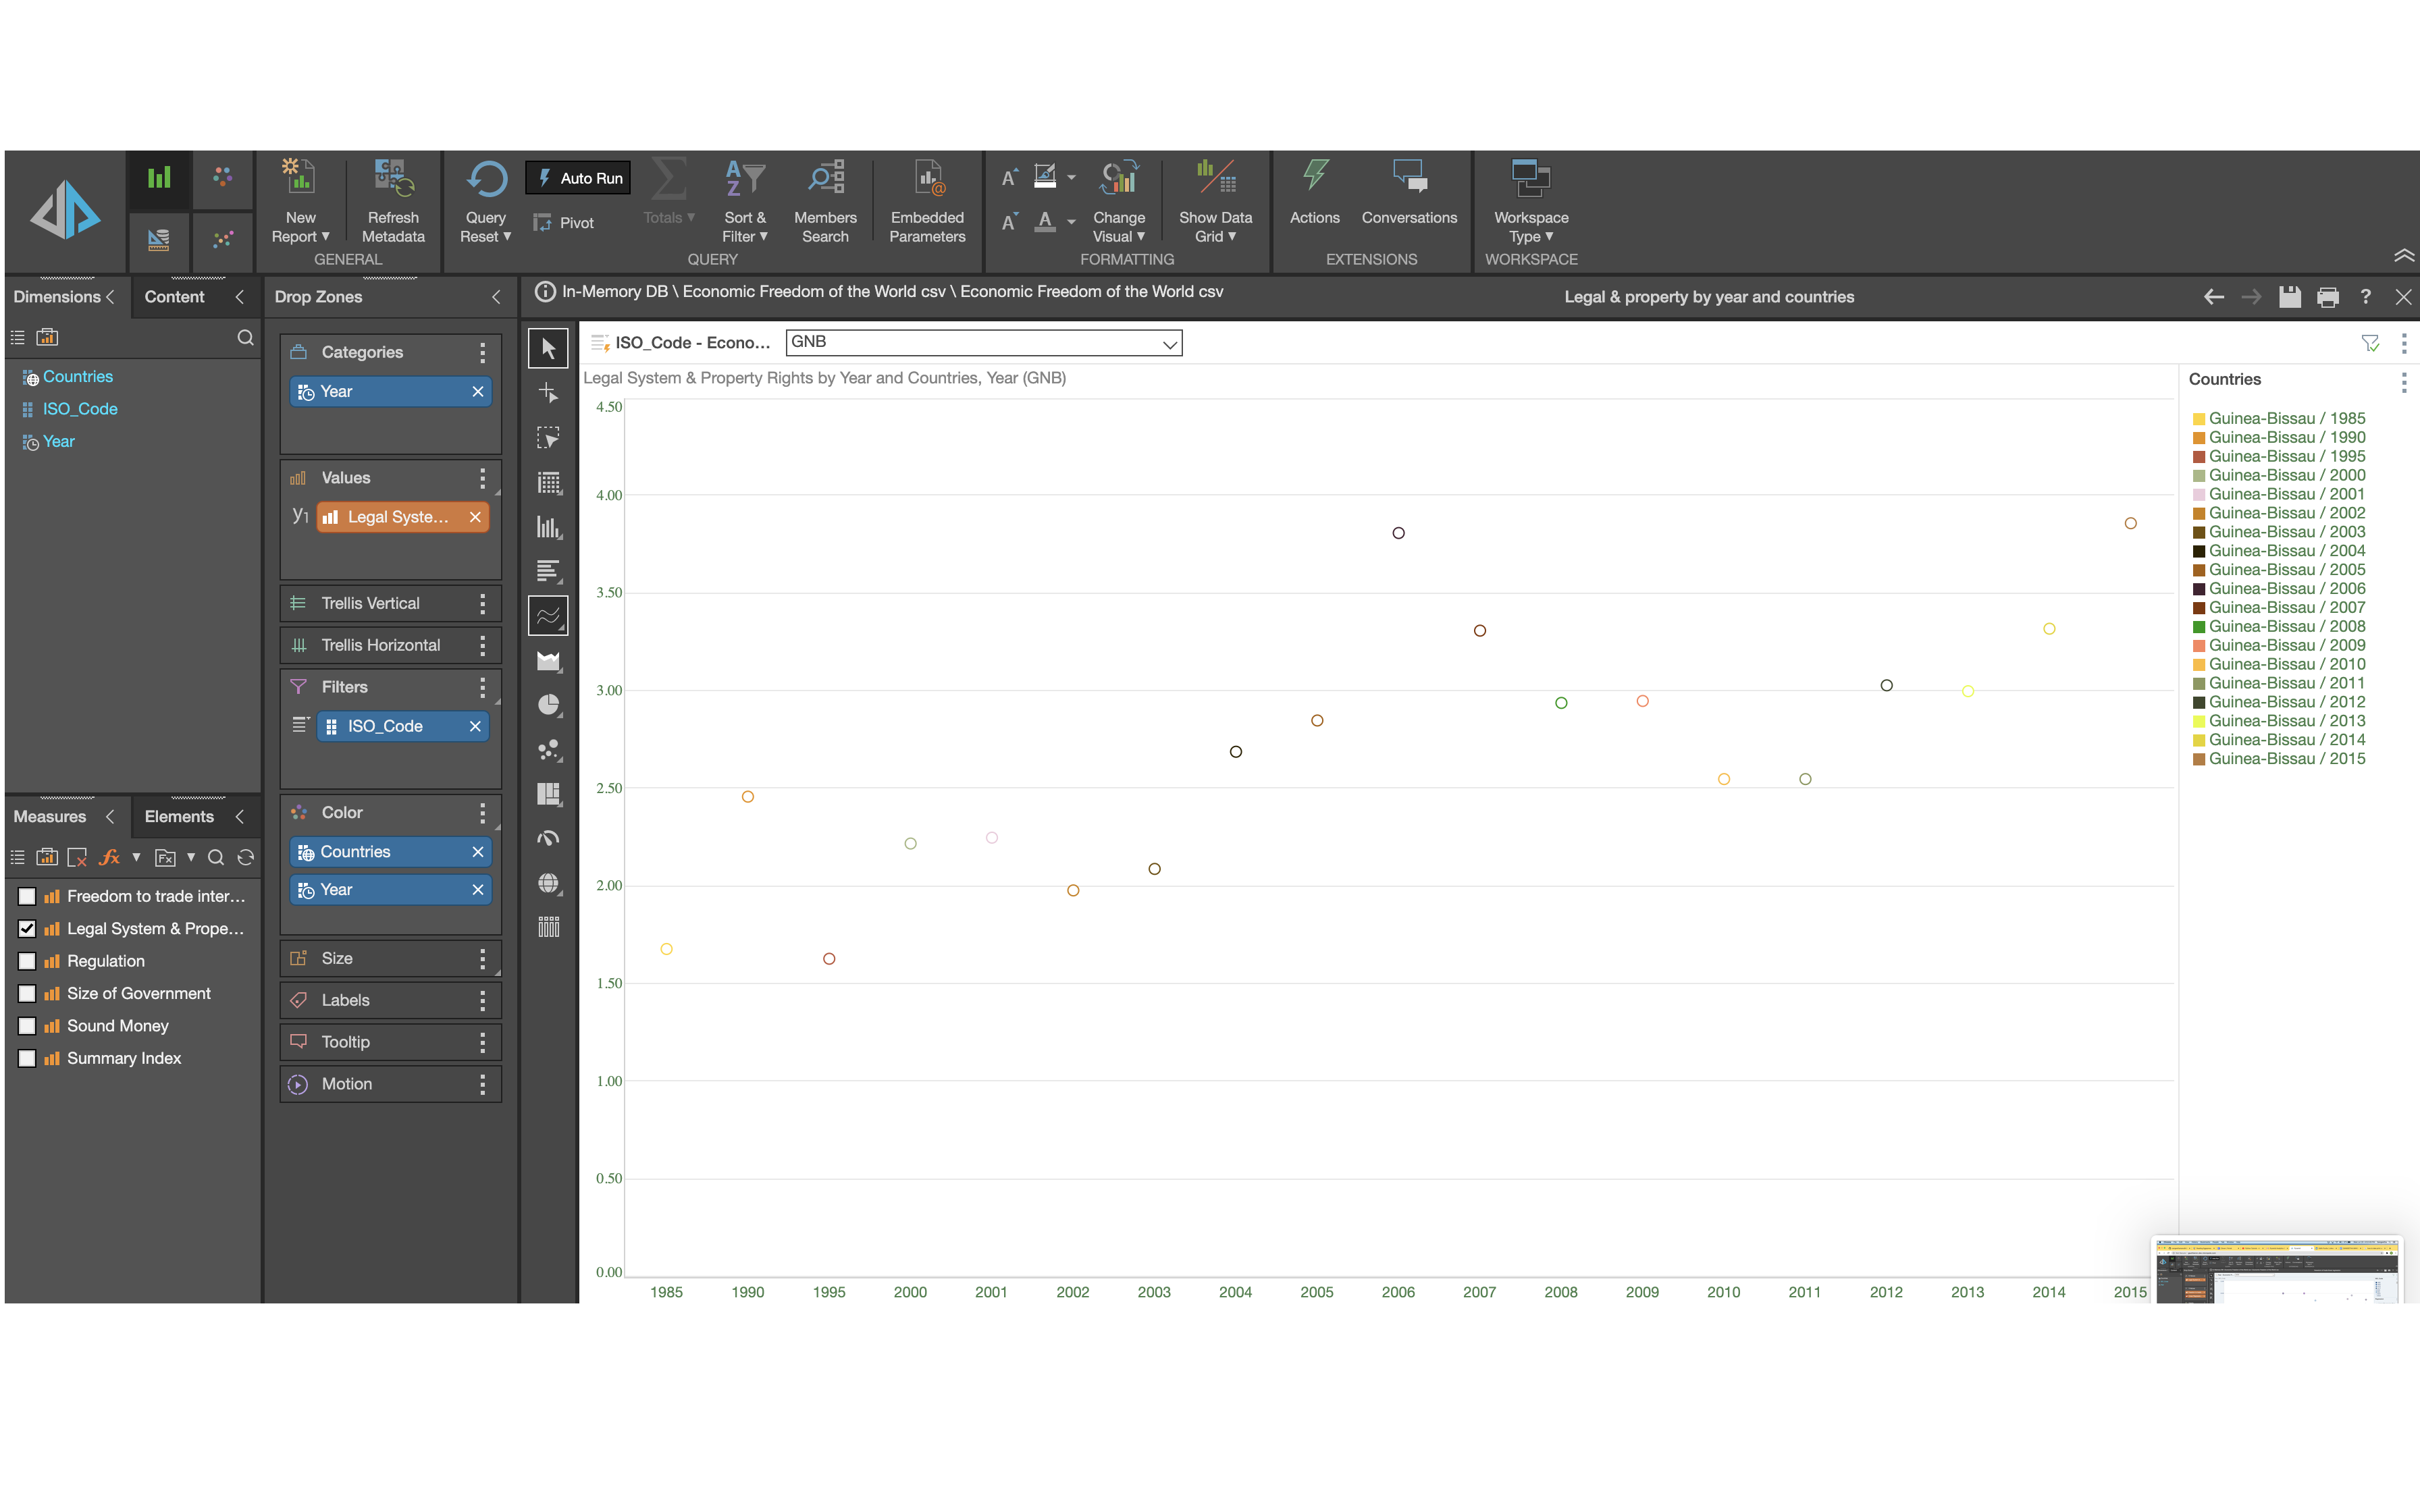 New
Report ▼
Refresh
Metadata
GENERAL
Query
Reset ▼
Auto Run
Pivot
Totals ▼
A
Z
Sort &
Filter ▼
Members
Search
@
Embedded
Parameters
QUERY
A
A
A
Change
Visual ▼
Show Data
Grid ▼
FORMATTING
Actions
Conversations
EXTENSIONS
Workspace
Type ▼
WORKSPACE
Dimensions
Content
Drop Zones
In-Memory DB \ Economic Freedom of the World csv \ Economic Freedom of the World csv
Legal & property by year and countries
?
Countries
ISO_Code
Year
Measures
Elements
fx
Fx
Freedom to trade inter...
Legal System & Prope...
Regulation
Size of Government
Sound Money
Summary Index
Categories
Year
Values
y1
Legal Syste...
Trellis Vertical
Trellis Horizontal
Filters
ISO_Code
Color
Countries
Year
Size
Labels
Tooltip
Motion
ISO_Code - Econo...
GNB
Legal System & Property Rights by Year and Countries, Year (GNB)
4.50
4.00
3.50
3.00
2.50
2.00
1.50
1.00
0.50
0.00
1985 1990 1995 2000 2001 2002 2003 2004 2005 2006 2007 2008 2009 2010 2011 2012 2013 2014 2015
Countries
Guinea-Bissau / 1985
Guinea-Bissau / 1990
Guinea-Bissau / 1995
Guinea-Bissau / 2000
Guinea-Bissau / 2001
Guinea-Bissau / 2002
Guinea-Bissau / 2003
Guinea-Bissau / 2004
Guinea-Bissau / 2005
Guinea-Bissau / 2006
Guinea-Bissau / 2007
Guinea-Bissau / 2008
Guinea-Bissau / 2009
Guinea-Bissau / 2010
Guinea-Bissau / 2011
Guinea-Bissau / 2012
Guinea-Bissau / 2013
Guinea-Bissau / 2014
Guinea-Bissau / 2015